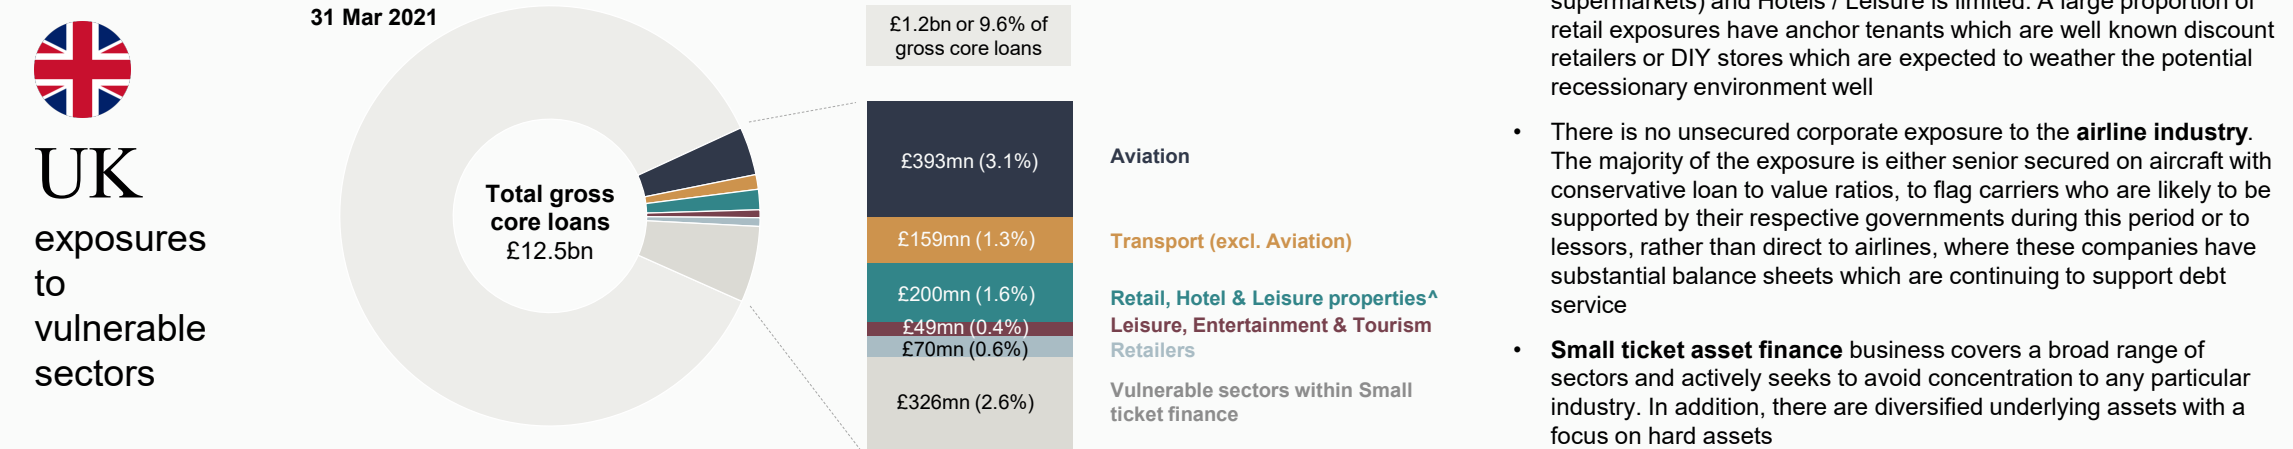 31 Mar 2021
UK
exposures
to
vulnerable
sectors
Total gross
core loans
£12.5bn
£1.2bn or 9.6% of
gross core loans
£393mn (3.1%)
Aviation
£159mn (1.3%)
Transport (excl. Aviation)
£200mn (1.6%)
Retail, Hotel & Leisure properties^
£49mn (0.4%)
Leisure, Entertainment & Tourism
£70mn (0.6%)
Retailers
£326mn (2.6%)
Vulnerable sectors within Small
ticket finance
supermarkets) and Hotels / Leisure is limited. A large proportion of
retail exposures have anchor tenants which are well known discount
retailers or DIY stores which are expected to weather the potential
recessionary environment well
• There is no unsecured corporate exposure to the airline industry.
The majority of the exposure is either senior secured on aircraft with
conservative loan to value ratios, to flag carriers who are likely to be
supported by their respective governments during this period or to
lessors, rather than direct to airlines, where these companies have
substantial balance sheets which are continuing to support debt
service
• Small ticket asset finance business covers a broad range of
sectors and actively seeks to avoid concentration to any particular
industry. In addition, there are diversified underlying assets with a
focus on hard assets